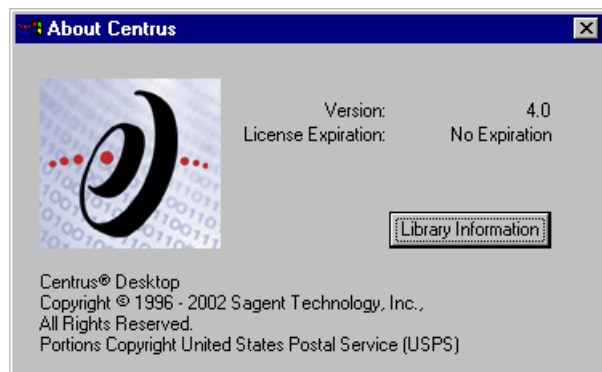 About Centrus
Version: 4.0
License Expiration: No Expiration
Library Information
Centrus® Desktop
Copyright © 1996 - 2002 Sagent Technology, Inc.,
All Rights Reserved.
Portions Copyright United States Postal Service (USPS)